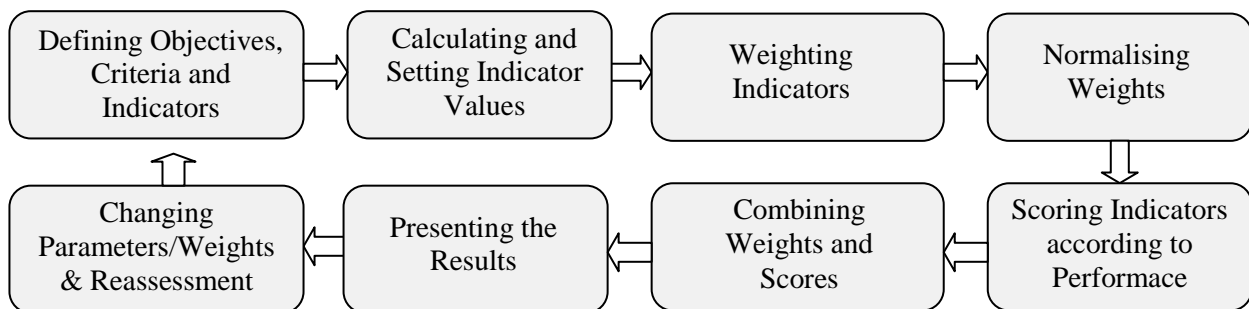 Defining Objectives,
Criteria and
Indicators
Calculating and
Setting Indicator
Values
Weighting
Indicators
Normalising
Weights
Scoring Indicators
according to
Performace
Combining
Weights and
Scores
Presenting the
Results
Changing
Parameters/Weights
& Reassessment